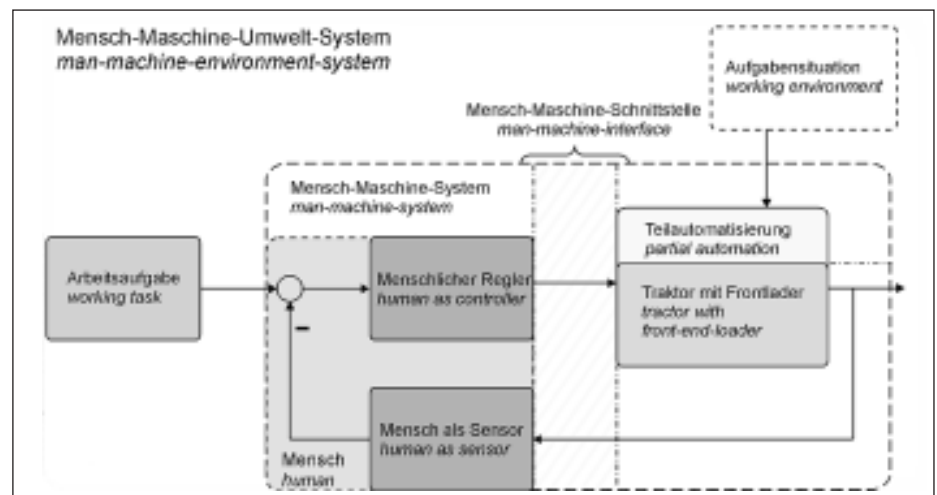 Mensch-Maschine-Umwelt-System
man-machine-environment-system
Aufgabensituation
working environment
Mensch-Maschine-Schnittstelle
man-machine-interface
Mensch-Maschine-System
man-machine-system
Teilautomatisierung
partial automation
Arbeitsaufgabe
working task
Menschlicher Regler
human as controller
Traktor mit Frontlader
tractor with
front-end-loader
–
Mensch als Sensor
human as sensor
Mensch
human